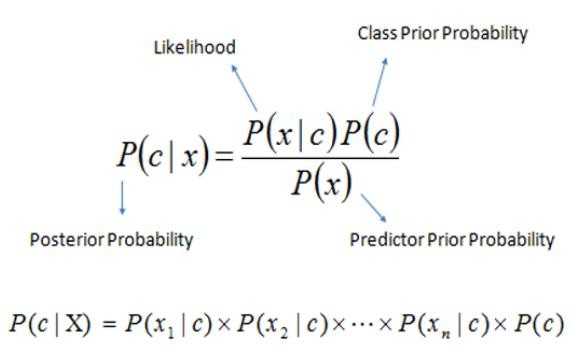 Likelihood
Class Prior Probability
P(c|x) = P(x|c)P(c) / P(x)
Posterior Probability
Predictor Prior Probability
P(c|X) = P(x₁|c)×P(x₂|c)×⋯×P(xₙ|c)×P(c)